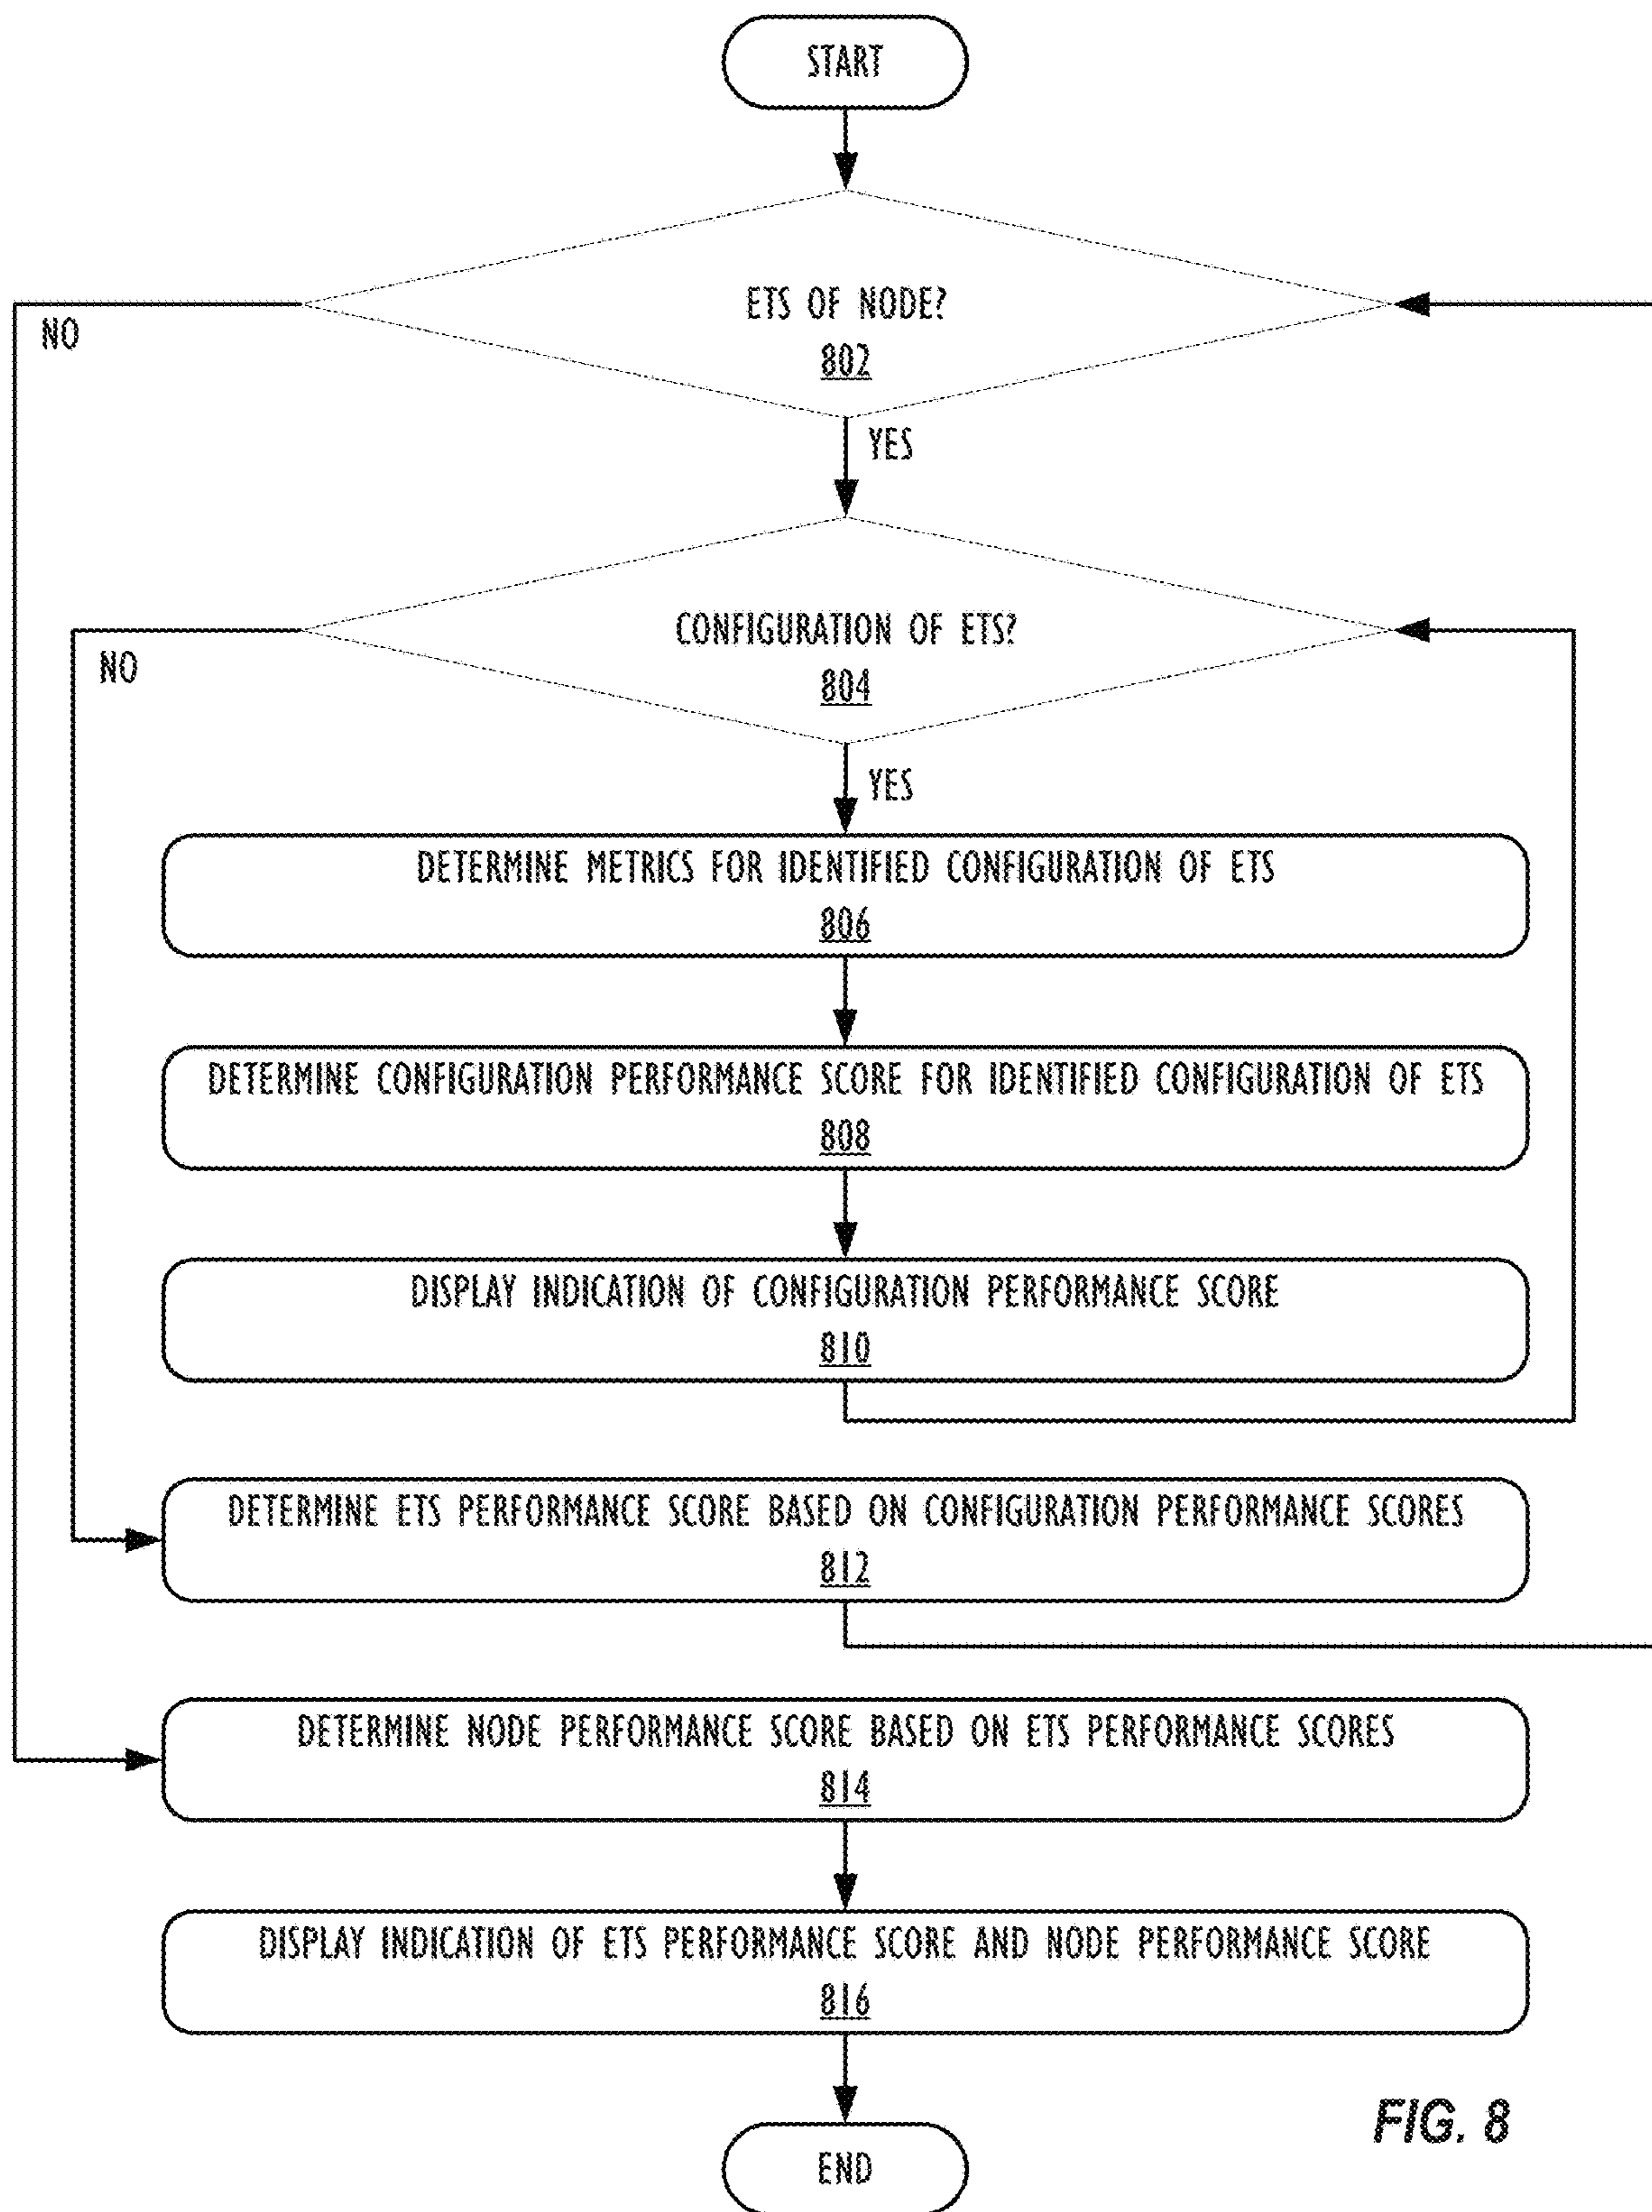 START
ETS OF NODE?
802
NO
YES
CONFIGURATION OF ETS?
804
NO
YES
DETERMINE METRICS FOR IDENTIFIED CONFIGURATION OF ETS
806
DETERMINE CONFIGURATION PERFORMANCE SCORE FOR IDENTIFIED CONFIGURATION OF ETS
808
DISPLAY INDICATION OF CONFIGURATION PERFORMANCE SCORE
810
DETERMINE ETS PERFORMANCE SCORE BASED ON CONFIGURATION PERFORMANCE SCORES
812
DETERMINE NODE PERFORMANCE SCORE BASED ON ETS PERFORMANCE SCORES
814
DISPLAY INDICATION OF ETS PERFORMANCE SCORE AND NODE PERFORMANCE SCORE
816
END
FIG. 8